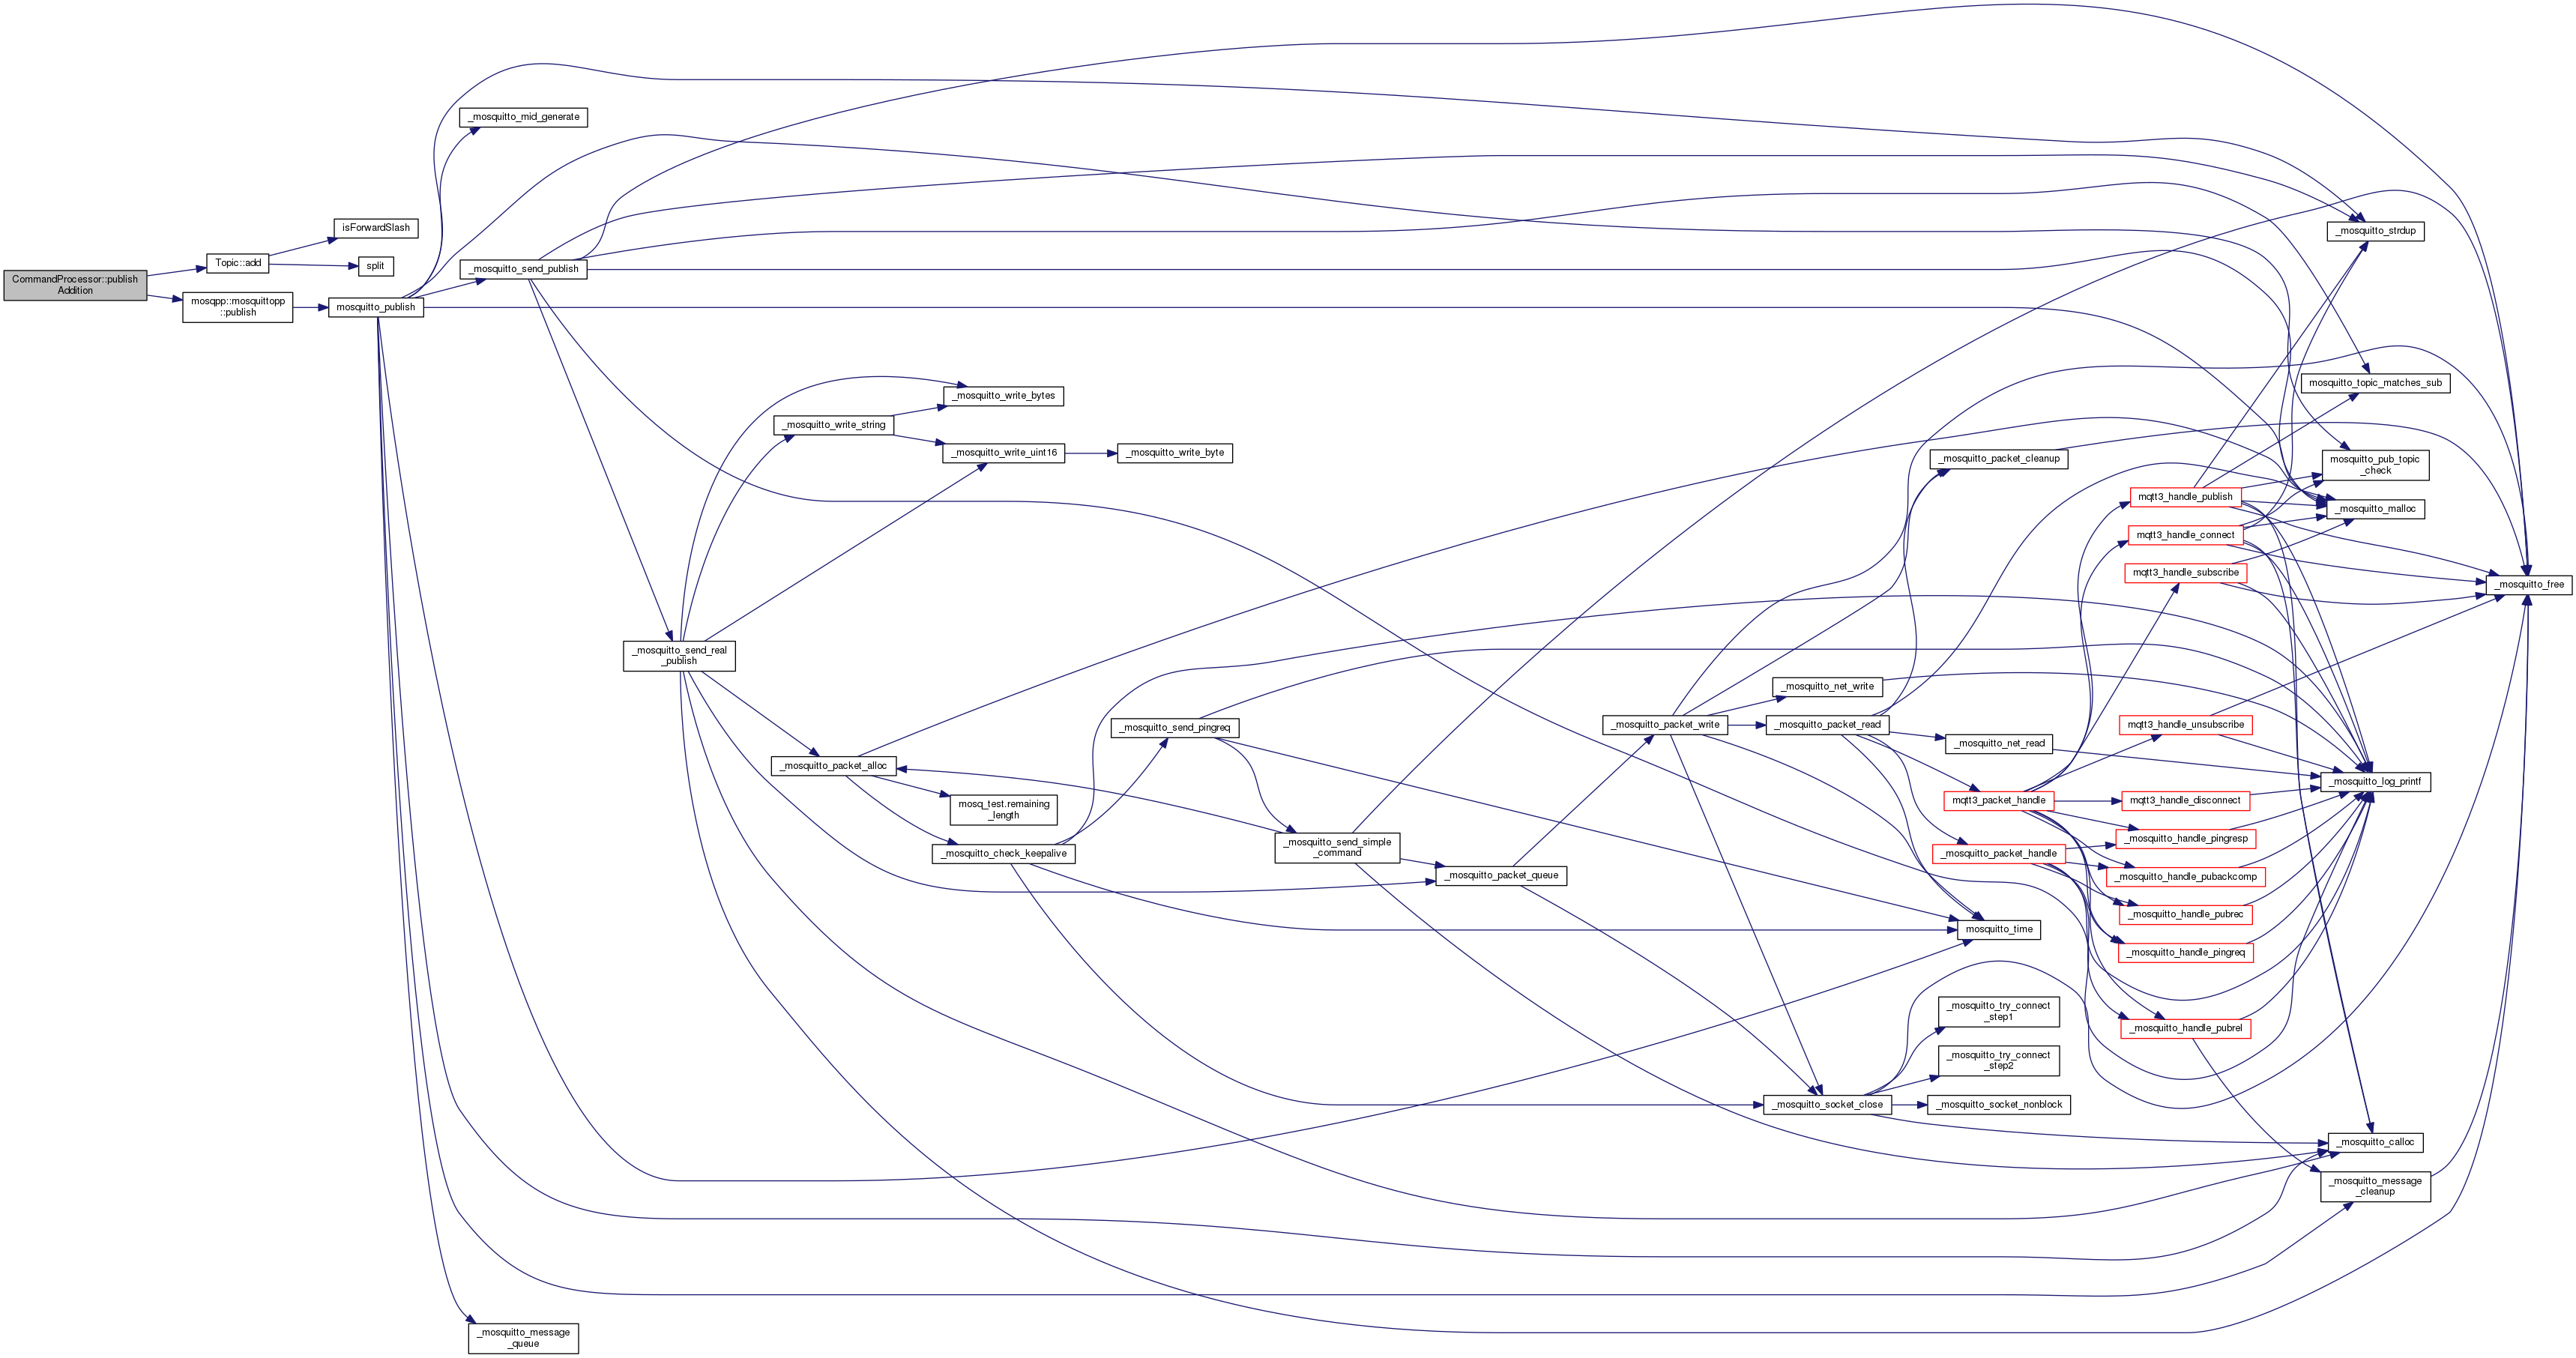 CommandProcessor::publish
Addition
Topic::add
isForwardSlash
split
mosqpp::mosquittopp
::publish
mosquitto_publish
_mosquitto_mid_generate
_mosquitto_send_publish
_mosquitto_message
_queue
_mosquitto_send_real
_publish
_mosquitto_write_bytes
_mosquitto_write_string
_mosquitto_write_uint16
_mosquitto_write_byte
_mosquitto_packet_alloc
mosq_test.remaining
_length
_mosquitto_check_keepalive
_mosquitto_send_pingreq
_mosquitto_send_simple
_command
_mosquitto_packet_queue
_mosquitto_packet_write
_mosquitto_net_write
_mosquitto_packet_read
_mosquitto_socket_close
_mosquitto_packet_cleanup
_mosquitto_net_read
mqtt3_packet_handle
_mosquitto_packet_handle
mosquitto_time
_mosquitto_try_connect
_step1
_mosquitto_try_connect
_step2
_mosquitto_socket_nonblock
mqtt3_handle_publish
mqtt3_handle_connect
mqtt3_handle_subscribe
mqtt3_handle_unsubscribe
mqtt3_handle_disconnect
_mosquitto_handle_pingresp
_mosquitto_handle_pubackcomp
_mosquitto_handle_pubrec
_mosquitto_handle_pingreq
_mosquitto_handle_pubrel
_mosquitto_strdup
mosquitto_topic_matches_sub
mosquitto_pub_topic
_check
_mosquitto_malloc
_mosquitto_log_printf
_mosquitto_calloc
_mosquitto_message
_cleanup
_mosquitto_free